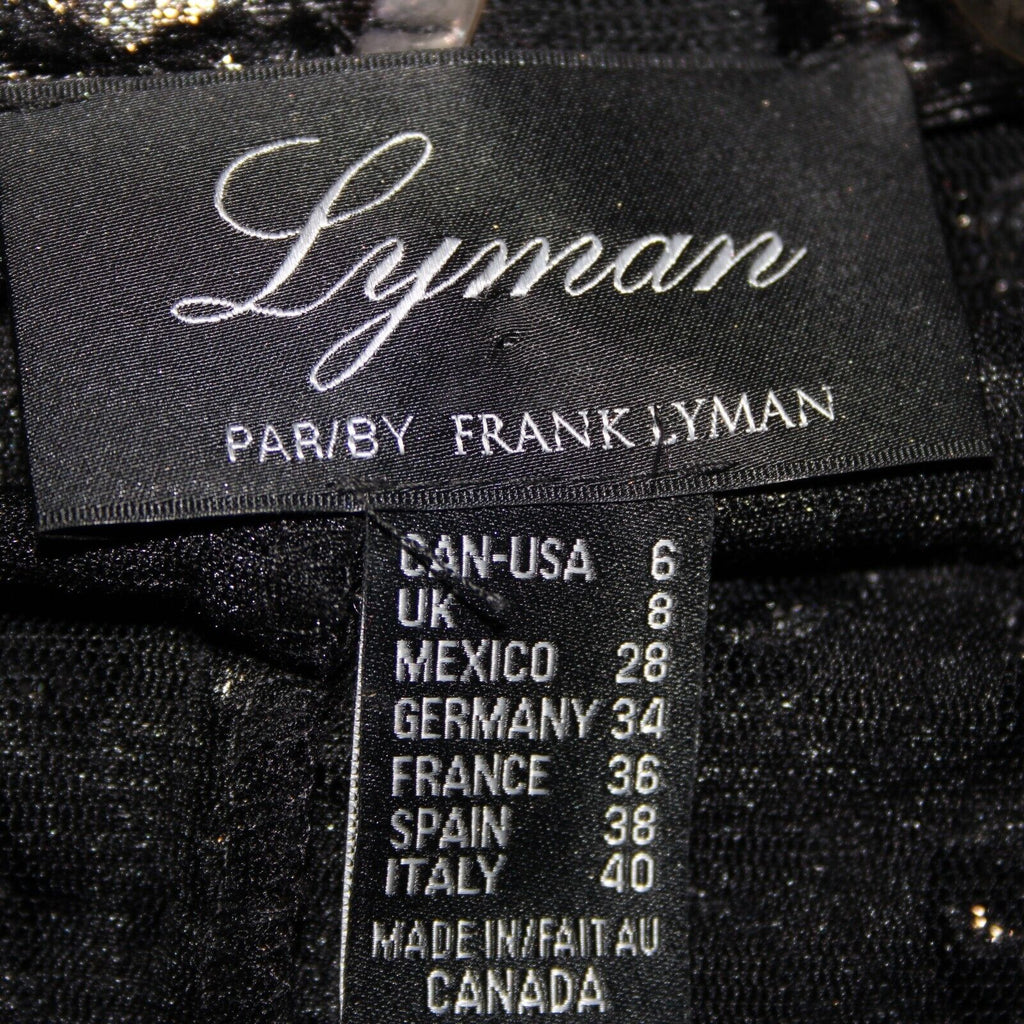 Lyman
PAR/BY FRANK LYMAN
CAN-USA 6
UK 8
MEXICO 28
GERMANY 34
FRANCE 36
SPAIN 38
ITALY 40
MADE IN/FAIT AU
CANADA